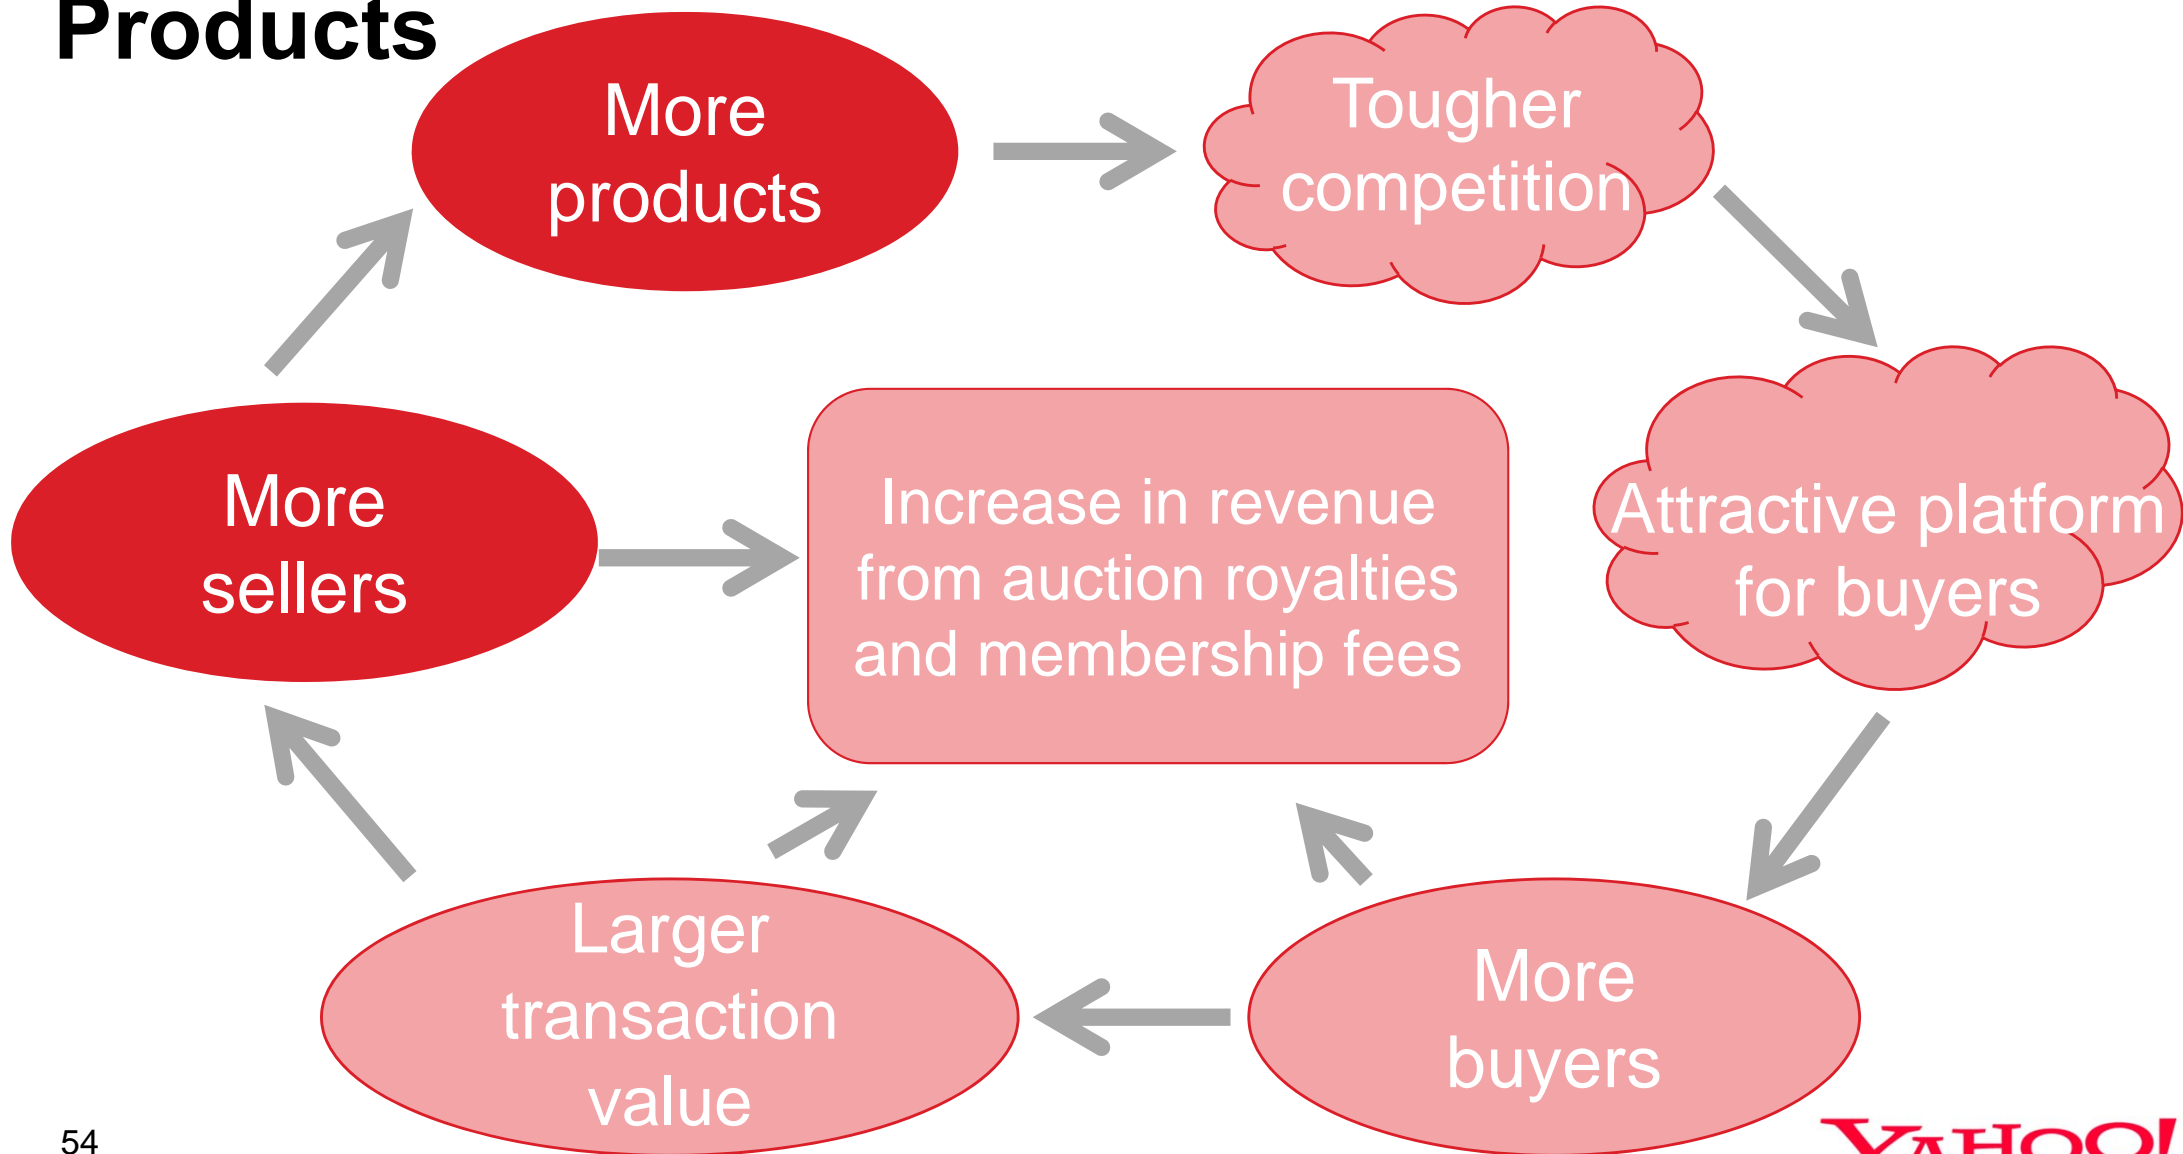 Products
More
products
Tougher
competition
More
sellers
Increase in revenue
from auction royalties
and membership fees
Attractive platform
for buyers
Larger
transaction
value
More
buyers
54
YAHOO!